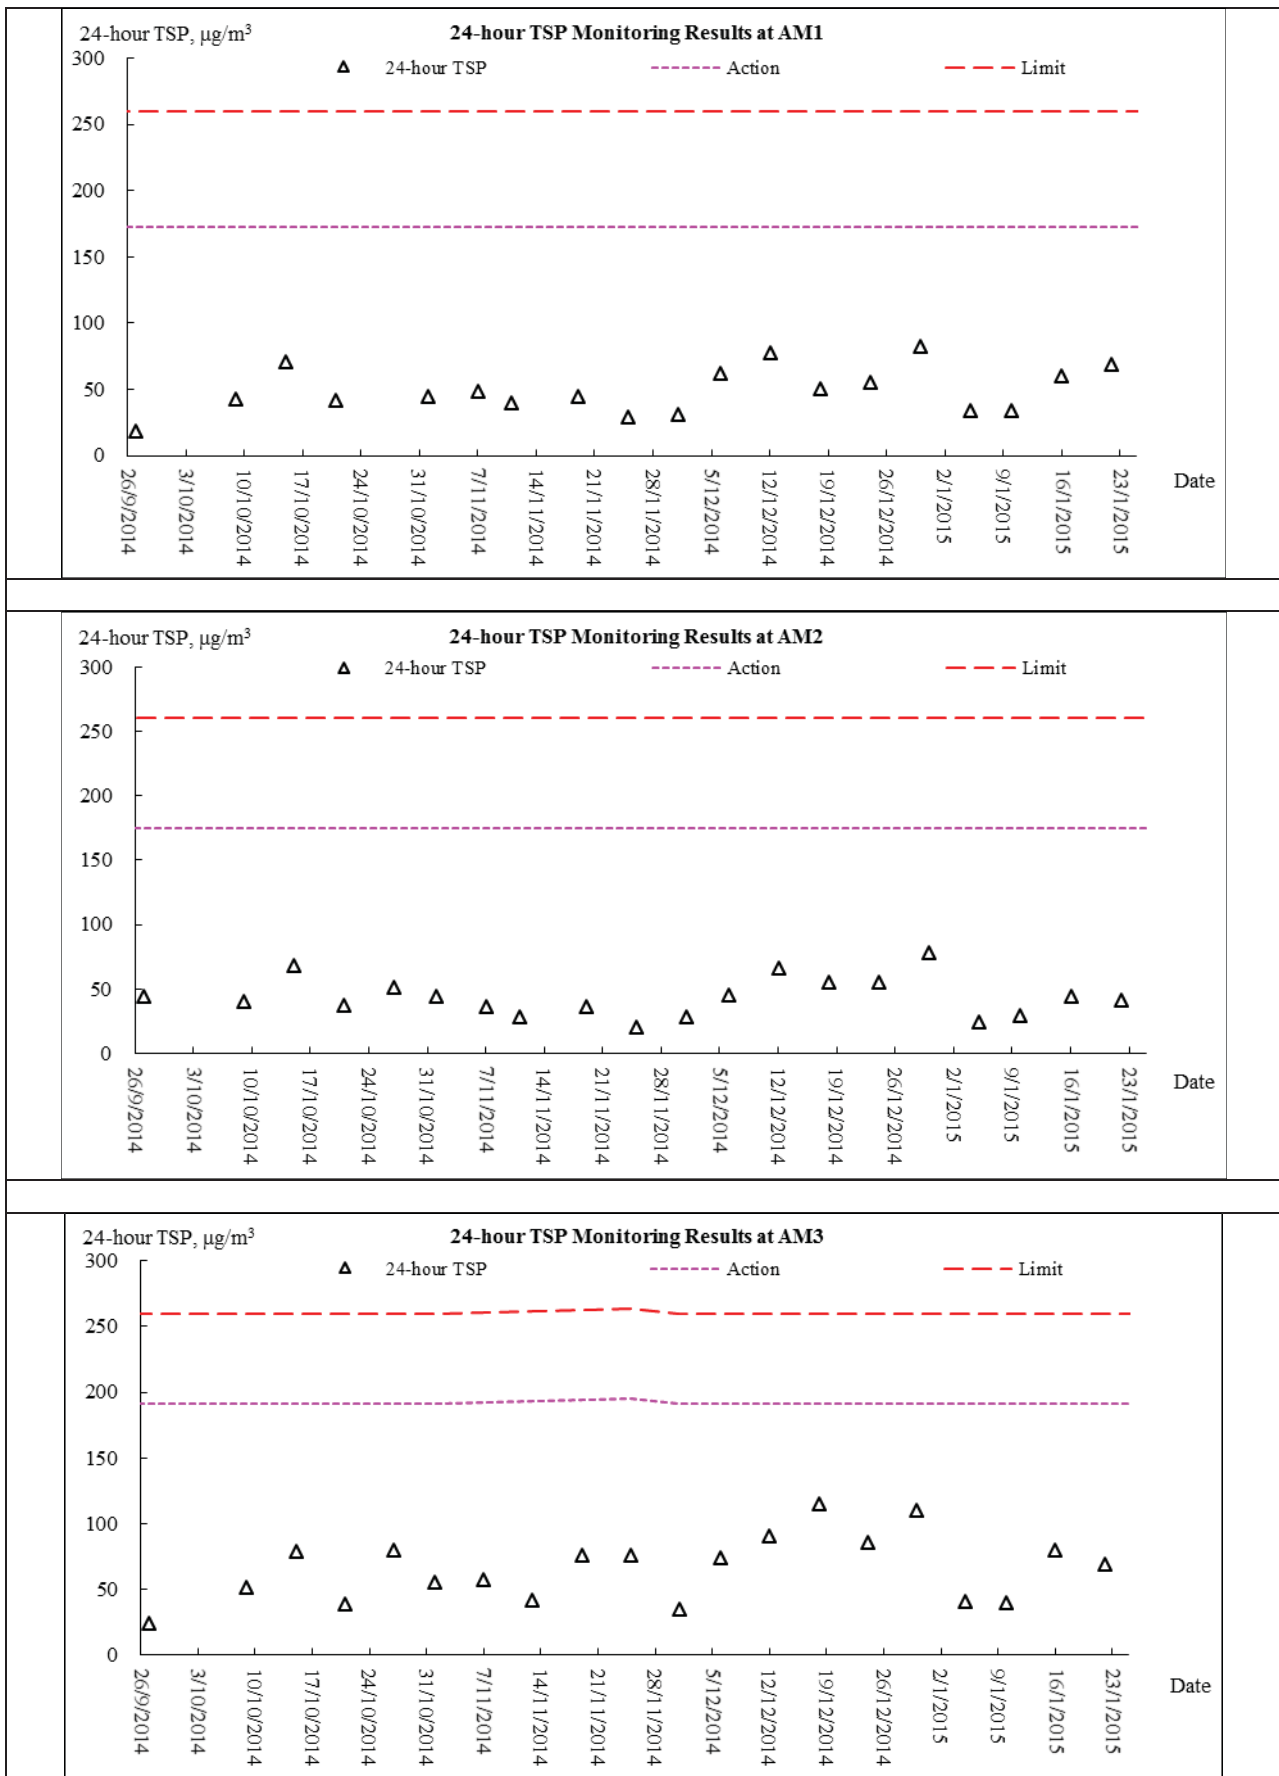 24-hour TSP, μg/m³ 24-hour TSP Monitoring Results at AM1
300
24-hour TSP Action Limit
250
200
150
100
50
0
26/9/2014 3/10/2014 10/10/2014 17/10/2014 24/10/2014 31/10/2014 7/11/2014 14/11/2014 21/11/2014 28/11/2014 5/12/2014 12/12/2014 19/12/2014 26/12/2014 2/1/2015 9/1/2015 16/1/2015 23/1/2015 Date
24-hour TSP, μg/m³ 24-hour TSP Monitoring Results at AM2
300 24-hour TSP Action Limit
250
200
150
100
50
0
26/9/2014 3/10/2014 10/10/2014 17/10/2014 24/10/2014 31/10/2014 7/11/2014 14/11/2014 21/11/2014 28/11/2014 5/12/2014 12/12/2014 19/12/2014 26/12/2014 2/1/2015 9/1/2015 16/1/2015 23/1/2015 Date
24-hour TSP, μg/m³ 24-hour TSP Monitoring Results at AM3
300 24-hour TSP Action Limit
250
200
150
100
50
0
26/9/2014 3/10/2014 10/10/2014 17/10/2014 24/10/2014 31/10/2014 7/11/2014 14/11/2014 21/11/2014 28/11/2014 5/12/2014 12/12/2014 19/12/2014 26/12/2014 2/1/2015 9/1/2015 16/1/2015 23/1/2015 Date